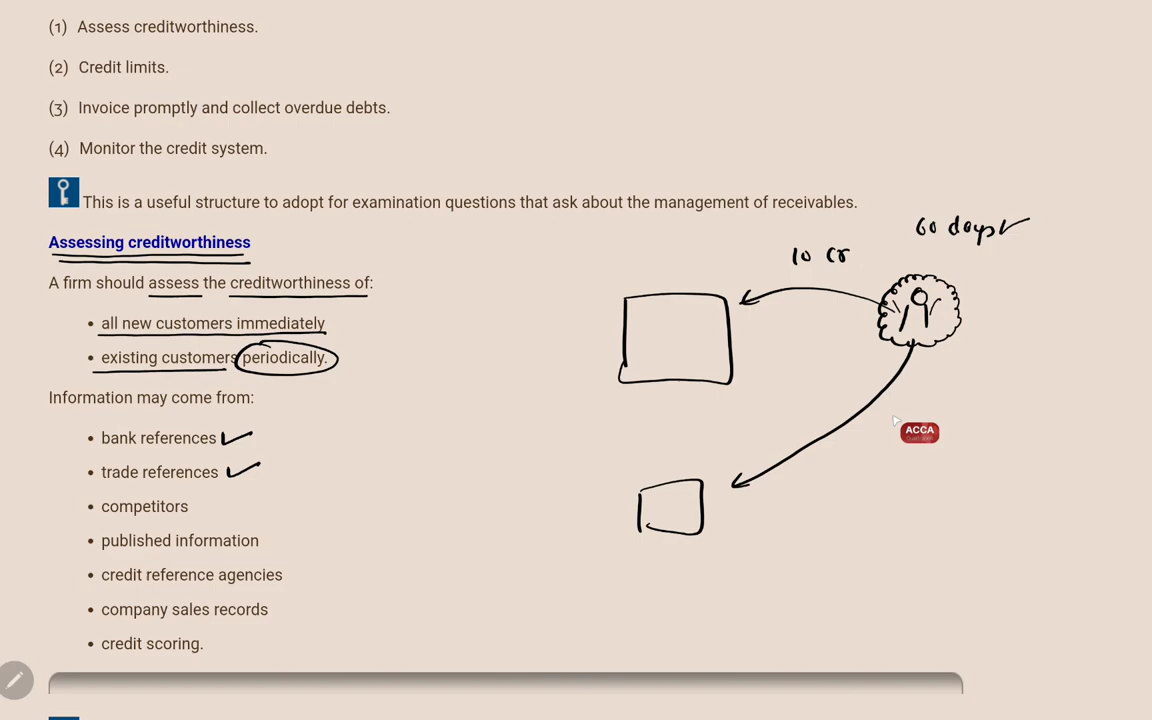 (1) Assess creditworthiness.
(2) Credit limits.
(3) Invoice promptly and collect overdue debts.
(4) Monitor the credit system.
This is a useful structure to adopt for examination questions that ask about the management of receivables.
60 days
Assessing creditworthiness
10 cr
A firm should assess the creditworthiness of:
• all new customers immediately
• existing customers periodically.
Information may come from:
ACCA
• bank references
• trade references
• competitors
• published information
• credit reference agencies
• company sales records
• credit scoring.